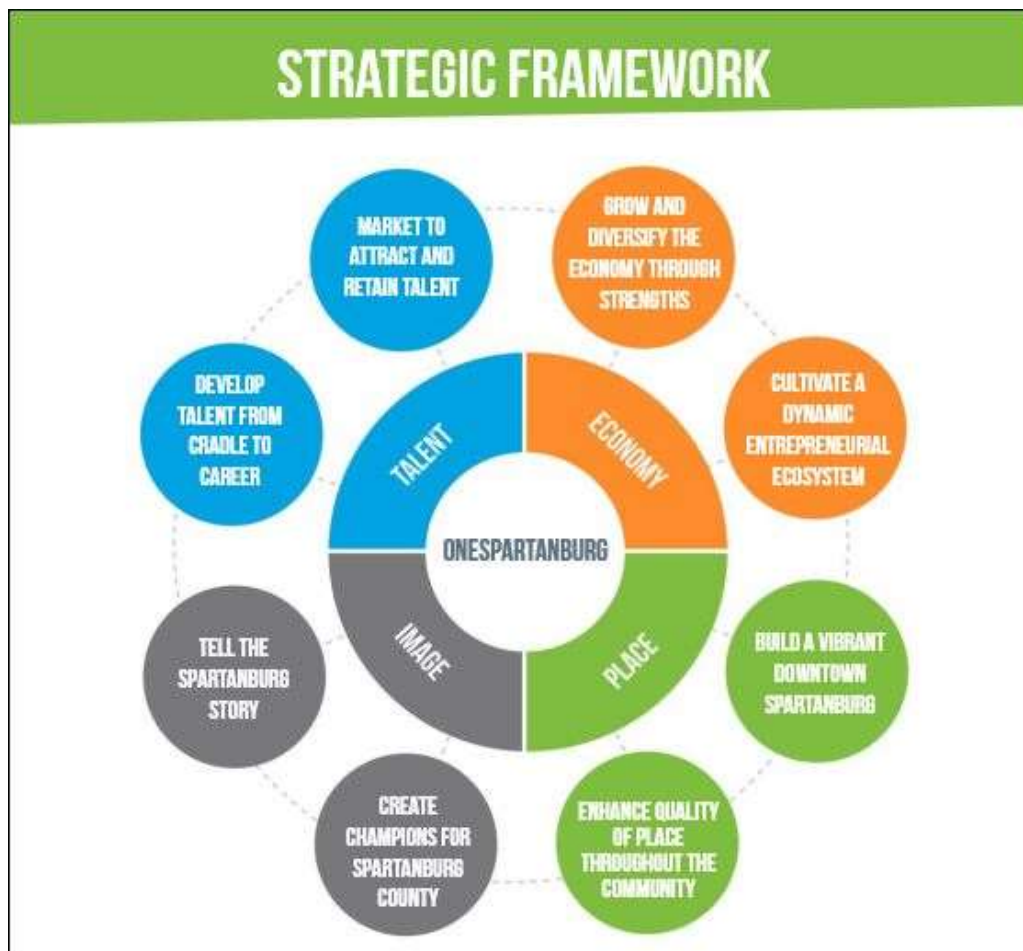 STRATEGIC FRAMEWORK
MARKET TO
ATTRACT AND
RETAIN TALENT
GROW AND
DIVERSIFY THE
ECONOMY THROUGH
STRENGTHS
DEVELOP
TALENT FROM
CRADLE TO
CAREER
CULTIVATE A
DYNAMIC
ENTREPRENEURIAL
ECOSYSTEM
TALENT
ECONOMY
ONESPARTANBURG
IMAGE
PLACE
TELL THE
SPARTANBURG
STORY
BUILD A VIBRANT
DOWNTOWN
SPARTANBURG
CREATE
CHAMPIONS FOR
SPARTANBURG
COUNTY
ENHANCE QUALITY
OF PLACE
THROUGHOUT THE
COMMUNITY